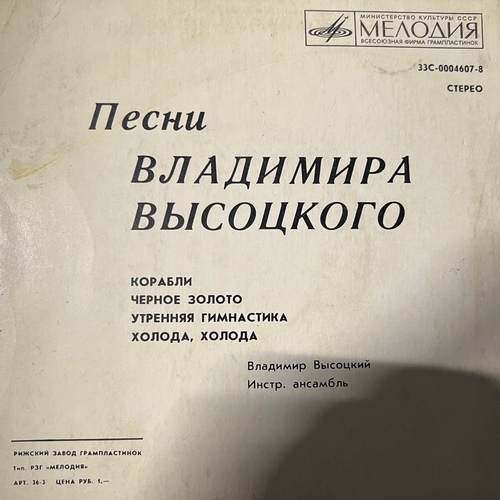 МИНИСТЕРСТВО КУЛЬТУРЫ СССР
МЕЛОДИЯ
ВСЕСОЮЗНАЯ ФИРМА ГРАМПЛАСТИНОК
33С-0004607-8
СТЕРЕО
Песни
ВЛАДИМИРА
ВЫСОЦКОГО
КОРАБЛИ
ЧЕРНОЕ ЗОЛОТО
УТРЕННЯЯ ГИМНАСТИКА
ХОЛОДА, ХОЛОДА
Владимир Высоцкий
Инстр. ансамбль
РИЖСКИЙ ЗАВОД ГРАМПЛАСТИНОК
Тип. РЗГ «МЕЛОДИЯ»
АРТ. 36-3 ЦЕНА РУБ. 1.—